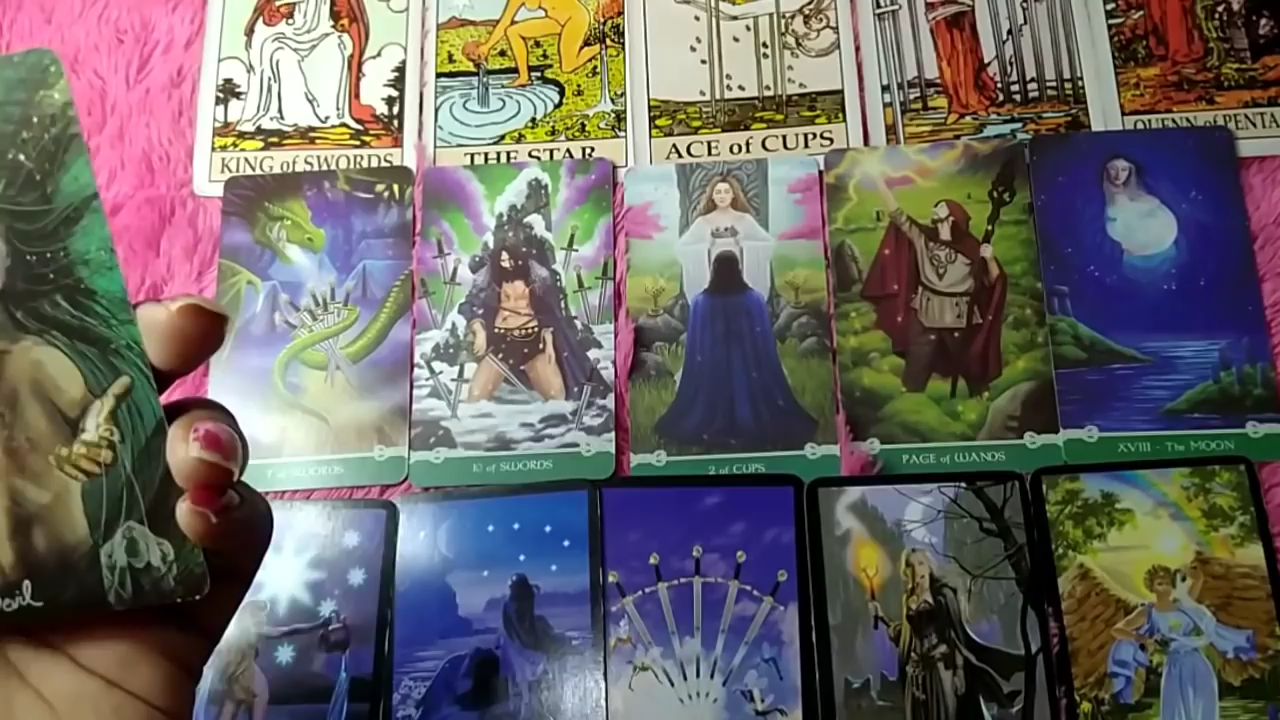 KING of SWORDS
THE STAR
ACE of CUPS
QUENN of PENTA
7 of SWORDS
10 of SWORDS
2 of CUPS
PAGE of WANDS
XVIII - The MOON